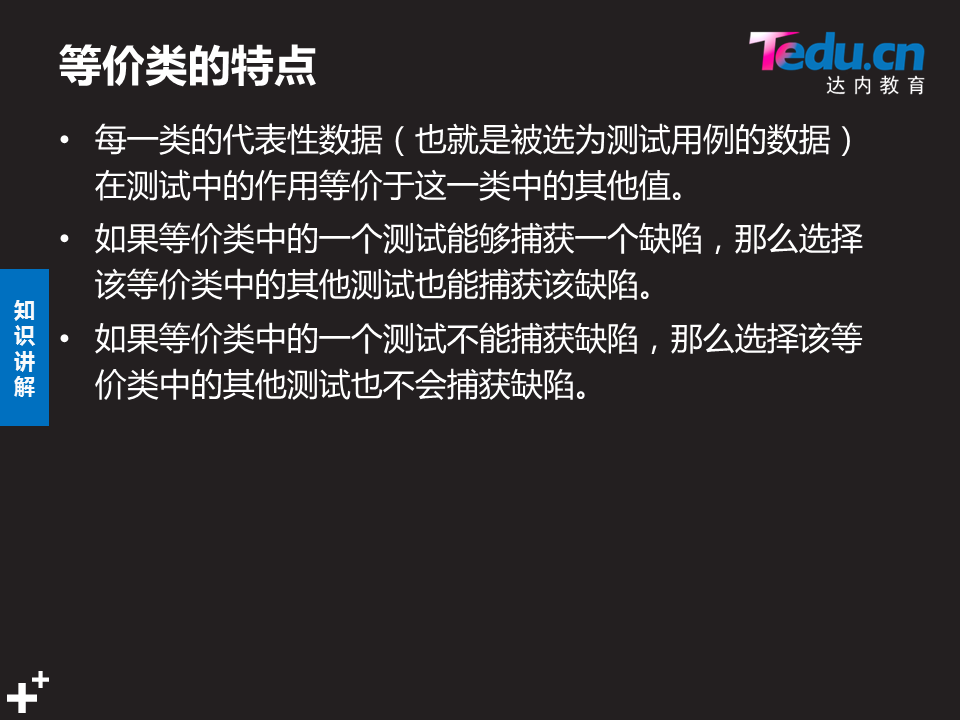 等价类的特点
Tedu.cn
达内教育
• 每一类的代表性数据（也就是被选为测试用例的数据）
在测试中的作用等价于这一类中的其他值。
• 如果等价类中的一个测试能够捕获一个缺陷，那么选择
该等价类中的其他测试也能捕获该缺陷。
• 如果等价类中的一个测试不能捕获缺陷，那么选择该等
价类中的其他测试也不会捕获缺陷。
知
识
讲
解